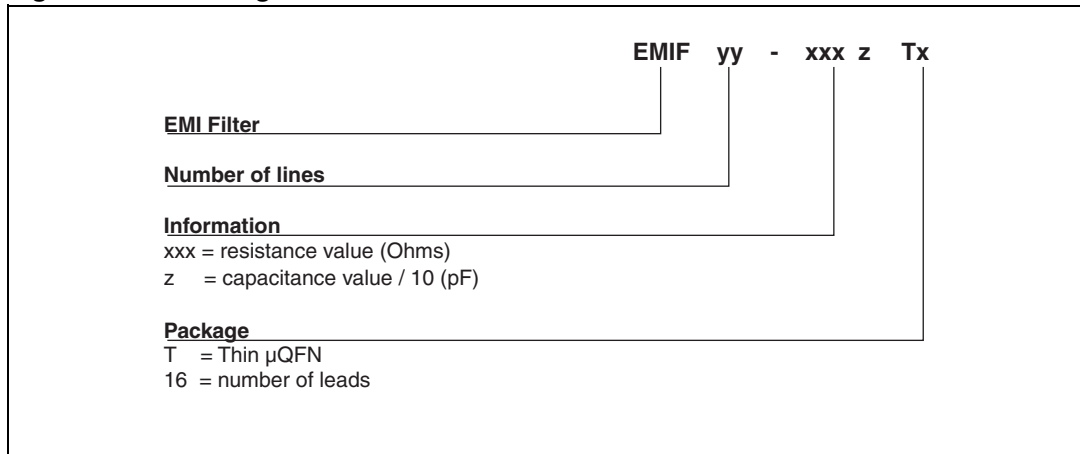 EMIF yy - xxx z Tx
EMI Filter
Number of lines
Information
xxx = resistance value (Ohms)
z = capacitance value / 10 (pF)
Package
T = Thin µQFN
16 = number of leads